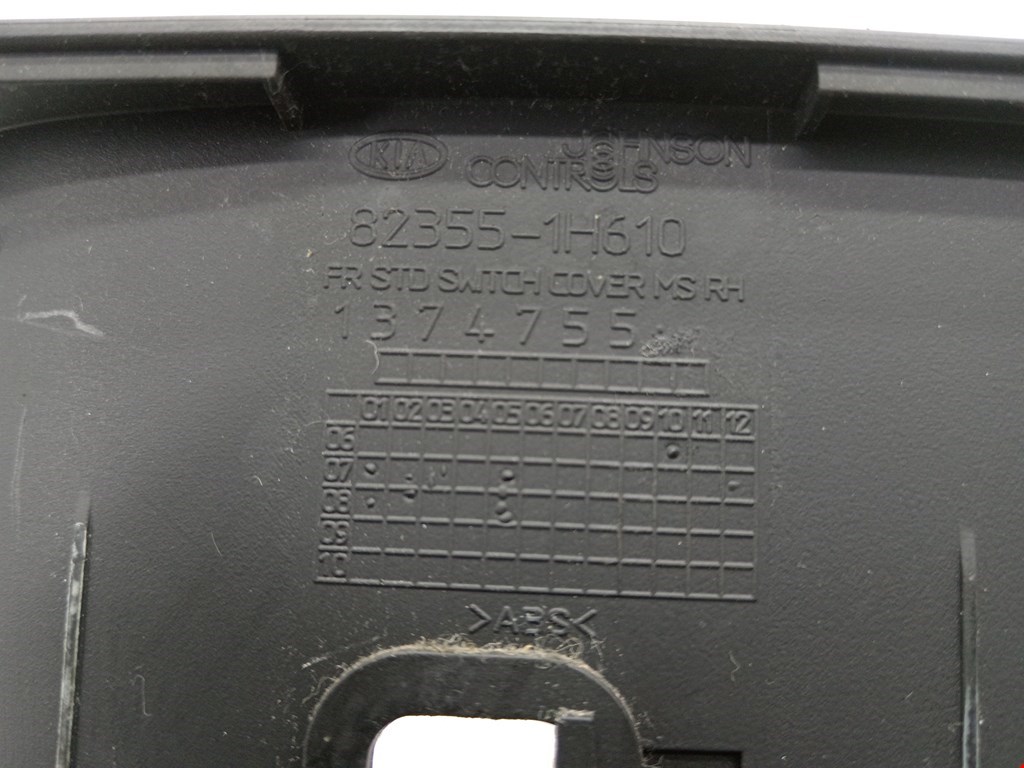 KIA JOHNSON CONTROLS
82355-1H610
FR STD SWITCH COVER MS RH
1374755
01 02 03 04 05 06 07 08 09 10 11 12
06
07
08
09
10
>ABS<